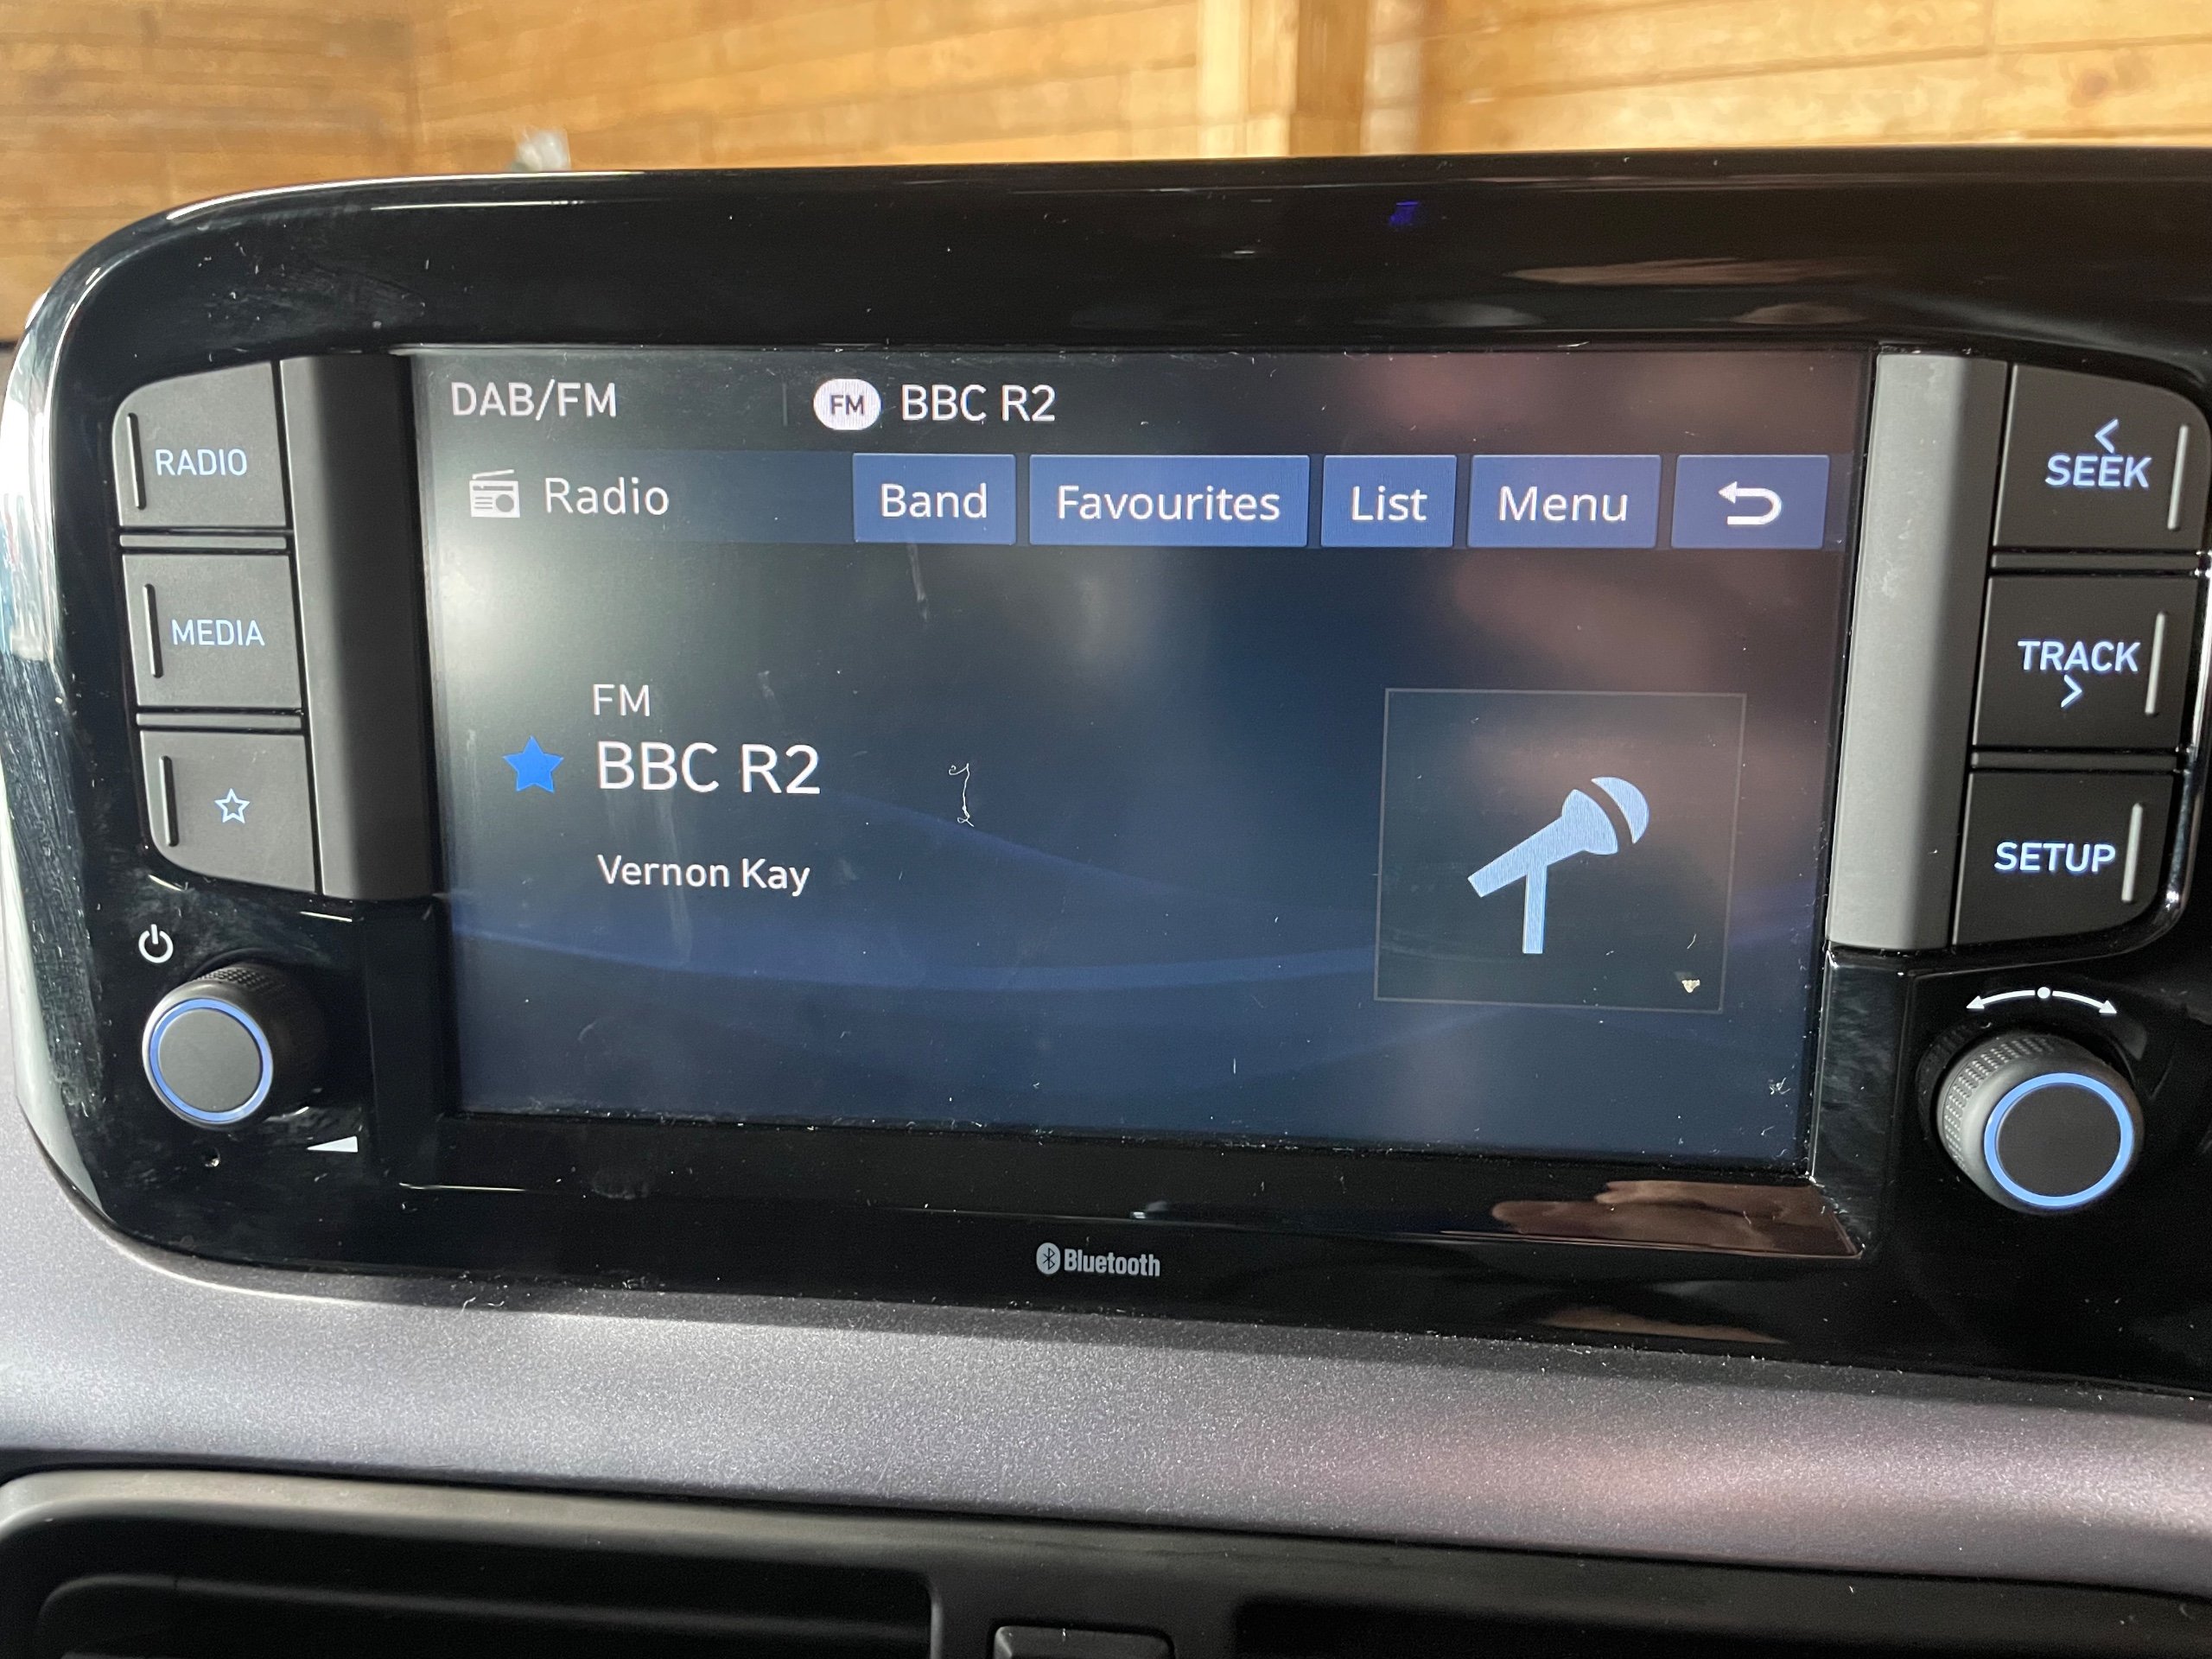 DAB/FM FM BBC R2
Radio Band Favourites List Menu
RADIO
MEDIA
FM
BBC R2
Vernon Kay
< SEEK
TRACK >
SETUP
Bluetooth